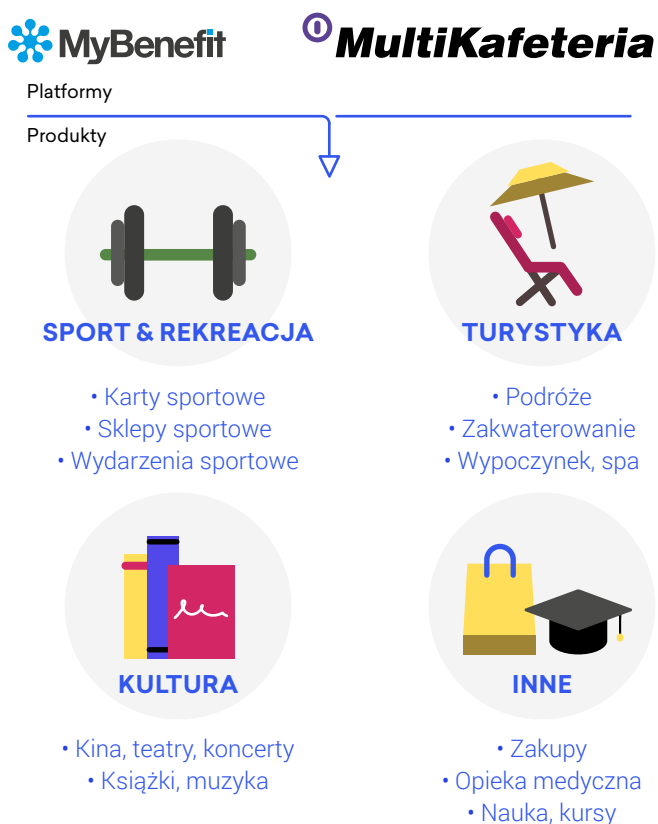 MyBenefit
MultiKafeteria
Platformy
Produkty
SPORT & REKREACJA
• Karty sportowe
• Sklepy sportowe
• Wydarzenia sportowe
TURYSTYKA
• Podróże
• Zakwaterowanie
• Wypoczynek, spa
KULTURA
• Kina, teatry, koncerty
• Książki, muzyka
INNE
• Zakupy
• Opieka medyczna
• Nauka, kursy